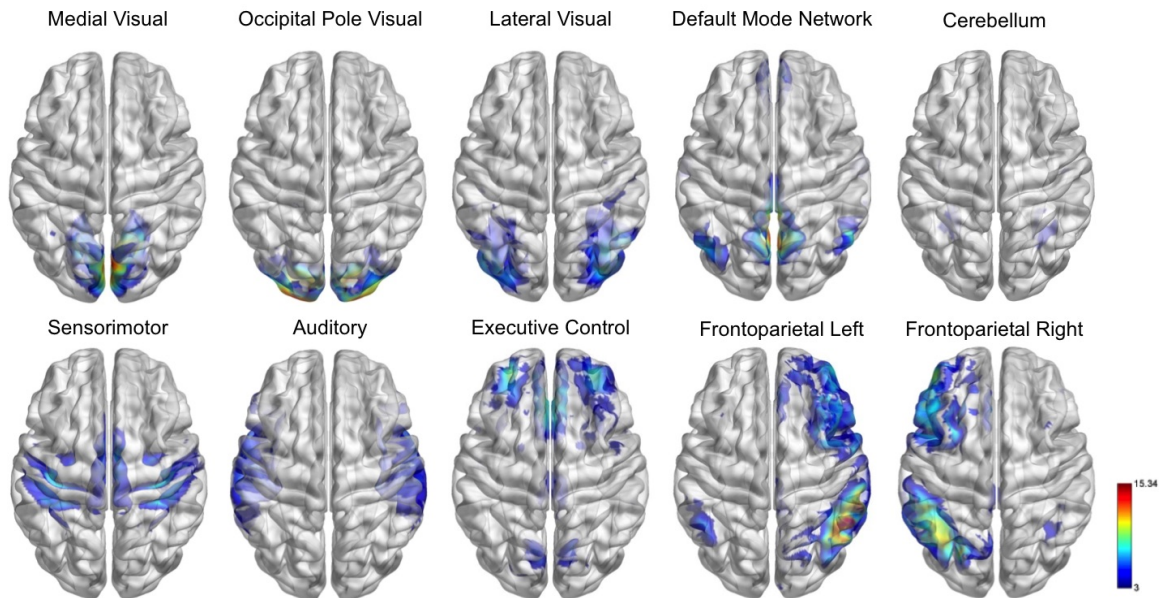 Medial Visual
Occipital Pole Visual
Lateral Visual
Default Mode Network
Cerebellum
Sensorimotor
Auditory
Executive Control
Frontoparietal Left
Frontoparietal Right
15.34
3